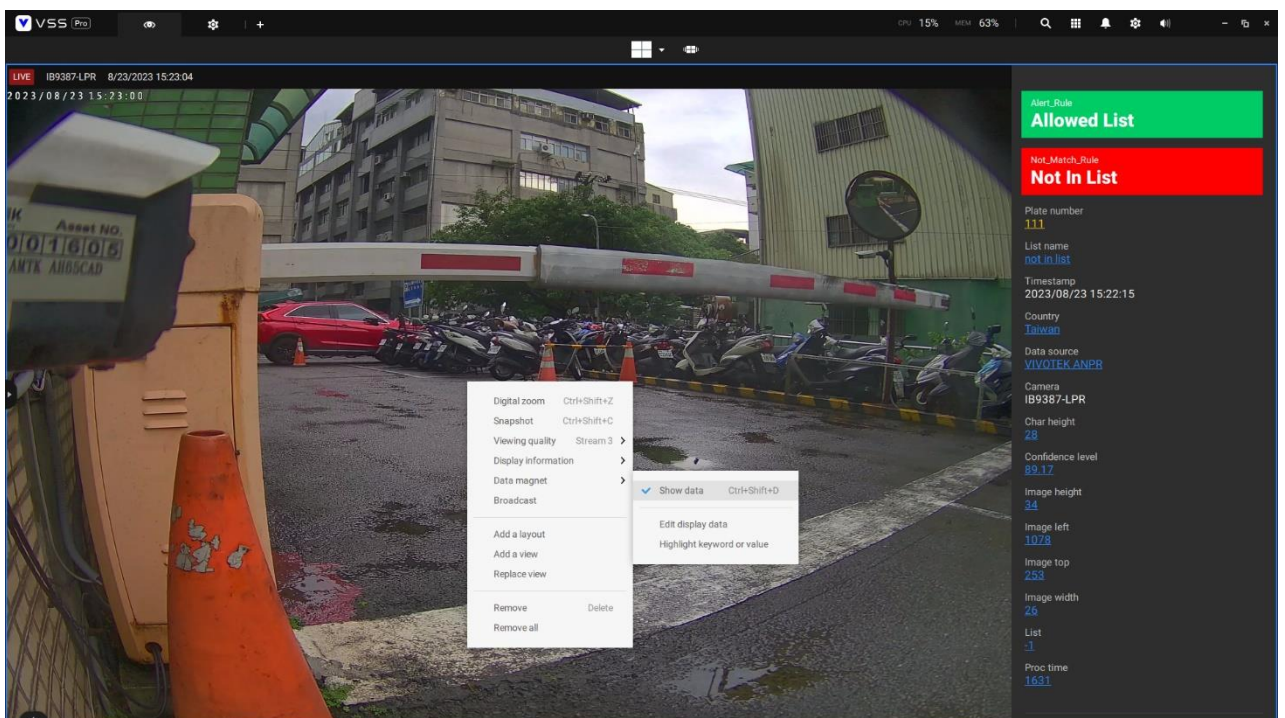 VSS Pro
CPU 15% MEM 63%
LIVE IB9387-LPR 8/23/2023 15:23:04
2023/08/23 15:23:00
Asset NO.
001605
AMTK AH65CAD
Digital zoom Ctrl+Shift+Z
Snapshot Ctrl+Shift+C
Viewing quality Stream 3
Display information
Data magnet
Broadcast
Add a layout
Add a view
Replace view
Remove Delete
Remove all
Show data Ctrl+Shift+D
Edit display data
Highlight keyword or value
Alert_Rule
Allowed List
Not_Match_Rule
Not In List
Plate number
111
List name
not in list
Timestamp
2023/08/23 15:22:15
Country
Taiwan
Data source
VIVOTEK ANPR
Camera
IB9387-LPR
Char height
28
Confidence level
89.17
Image height
34
Image left
1078
Image top
253
Image width
26
List
-1
Proc time
1631